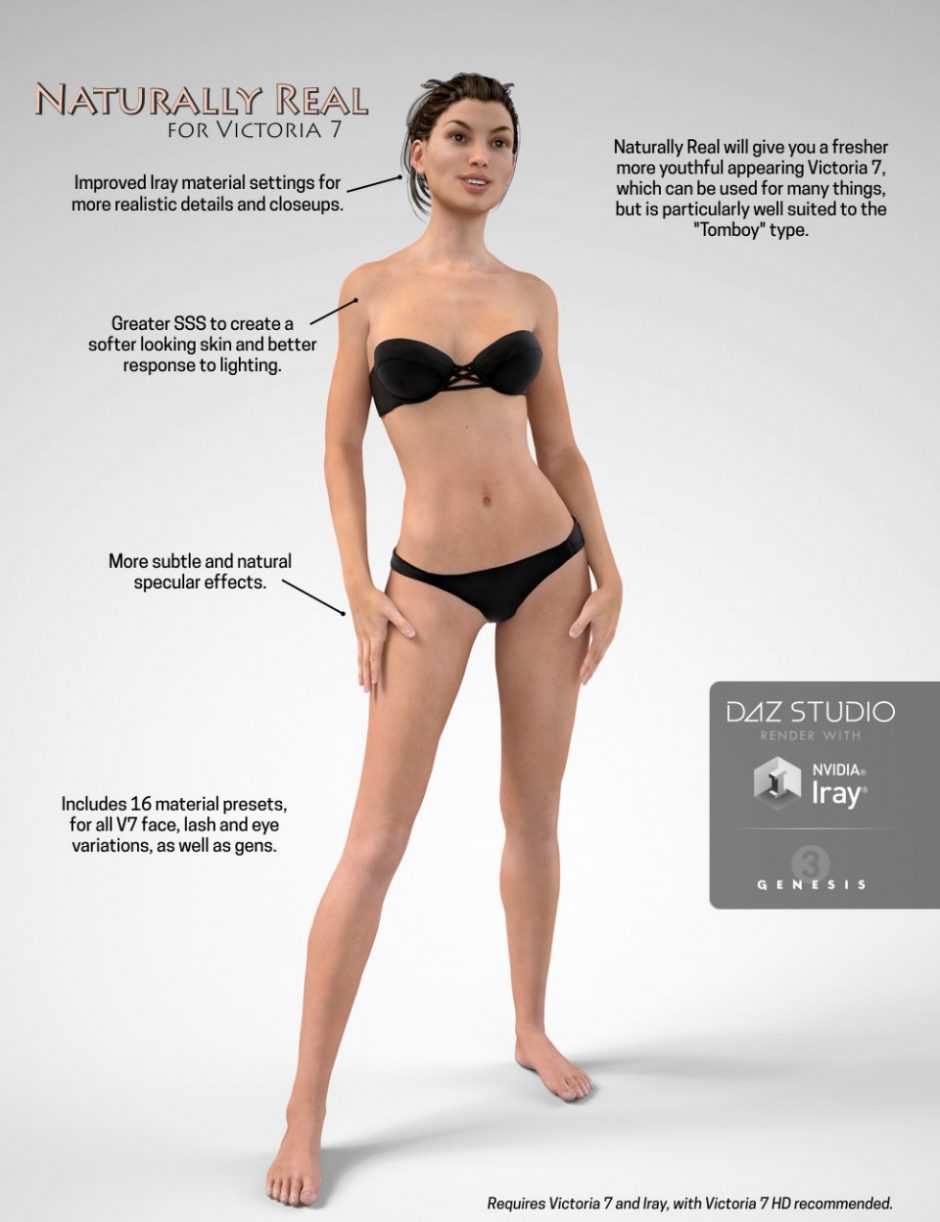 NATURALLY REAL
FOR VICTORIA 7
Improved Iray material settings for
more realistic details and closeups.
Naturally Real will give you a fresher
more youthful appearing Victoria 7,
which can be used for many things,
but is particularly well suited to the
"Tomboy" type.
Greater SSS to create a
softer looking skin and better
response to lighting.
More subtle and natural
specular effects.
DAZ STUDIO
RENDER WITH
NVIDIA®
Iray®
3
GENESIS
Includes 16 material presets,
for all V7 face, lash and eye
variations, as well as gens.
Requires Victoria 7 and Iray, with Victoria 7 HD recommended.